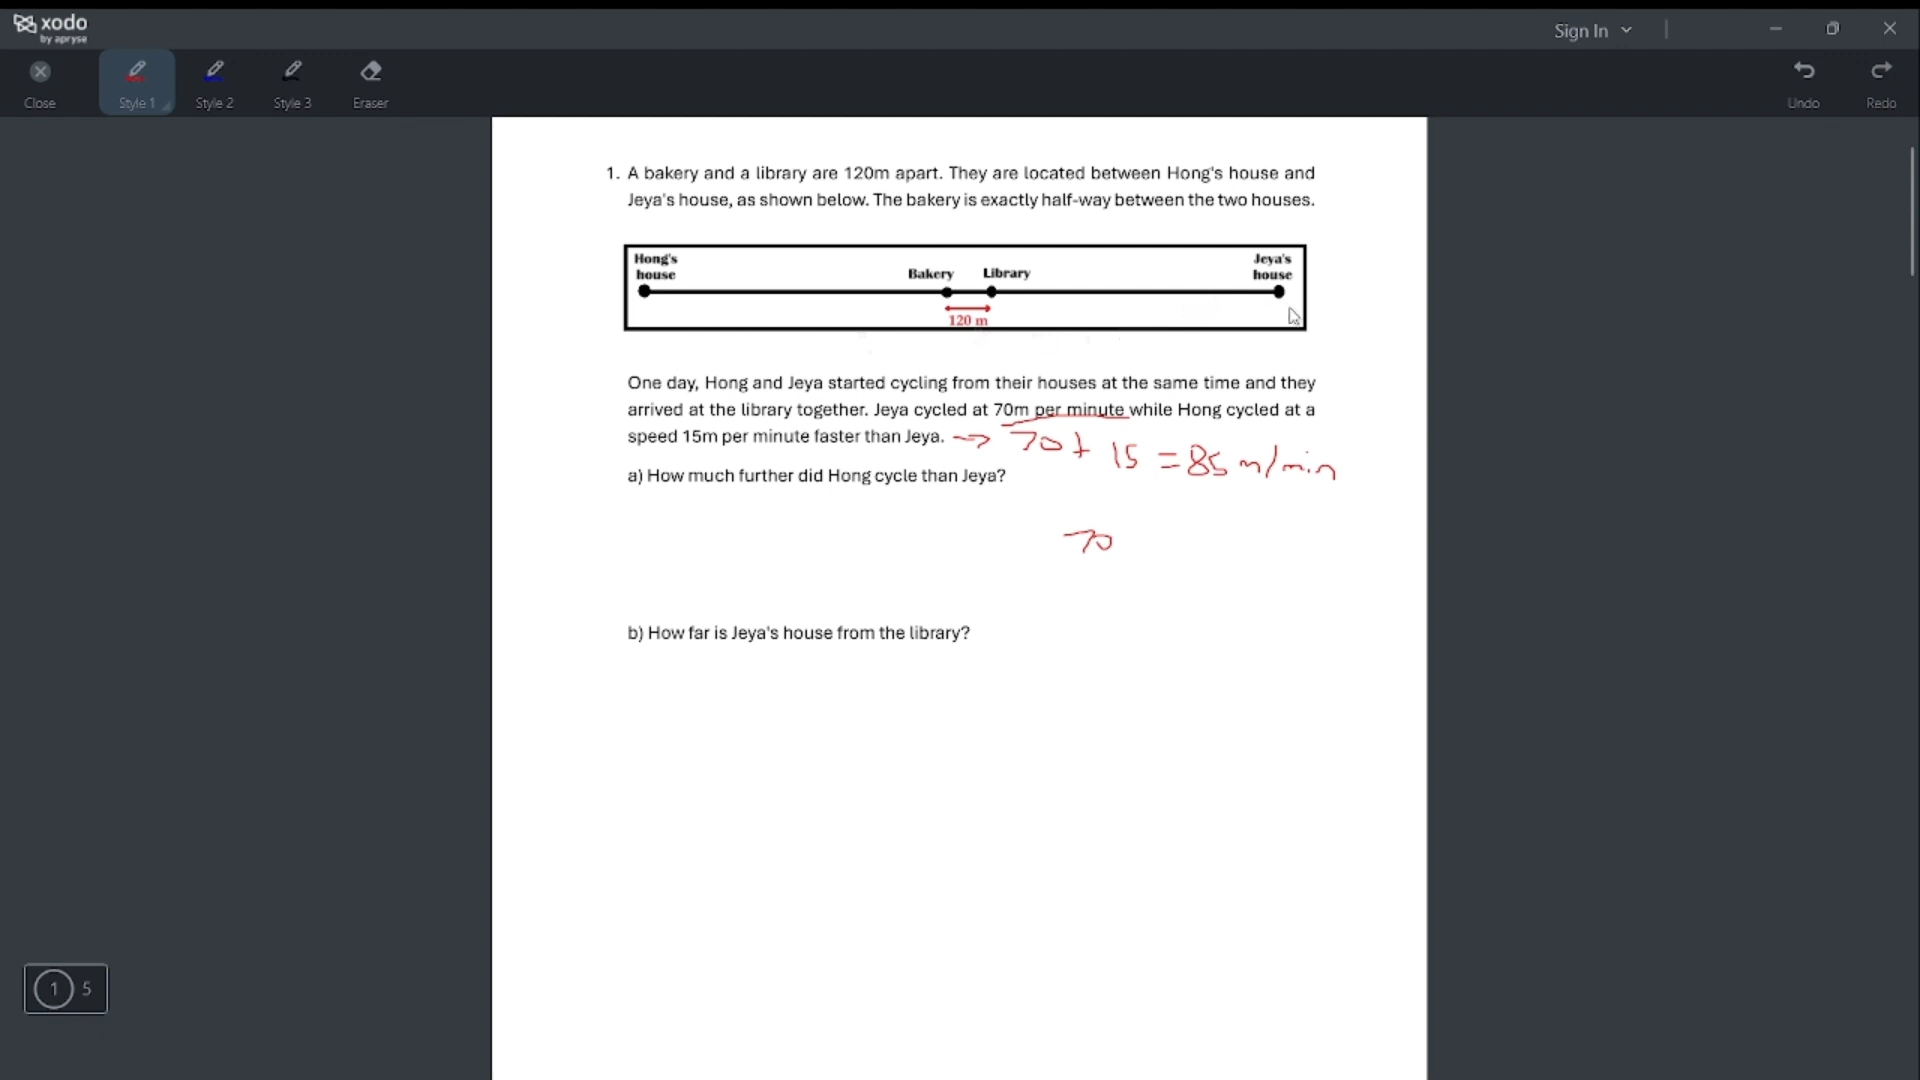 xodo
by apryse
Sign In
Close
Style 1
Style 2
Style 3
Eraser
Undo
Redo
1. A bakery and a library are 120m apart. They are located between Hong's house and
Jeya's house, as shown below. The bakery is exactly half-way between the two houses.
Hong's
house
Bakery
Library
Jeya's
house
120 m
One day, Hong and Jeya started cycling from their houses at the same time and they
arrived at the library together. Jeya cycled at 70m per minute while Hong cycled at a
speed 15m per minute faster than Jeya. → 70 + 15 = 85 m/min
a) How much further did Hong cycle than Jeya?
70
b) How far is Jeya's house from the library?
1 5